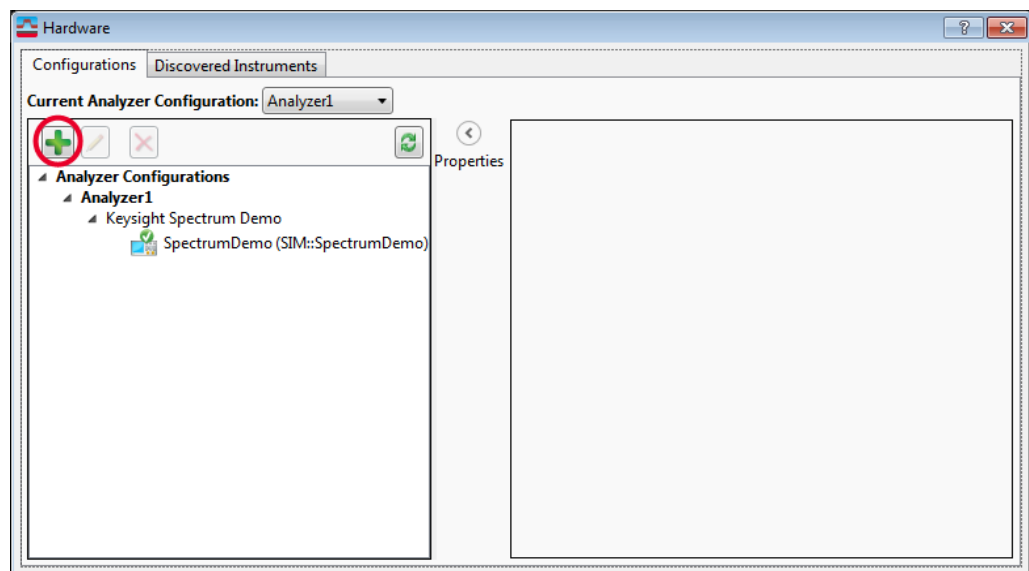 Hardware
?
Configurations Discovered Instruments
Current Analyzer Configuration: Analyzer1
Properties
Analyzer Configurations
Analyzer1
Keysight Spectrum Demo
SpectrumDemo (SIM::SpectrumDemo)